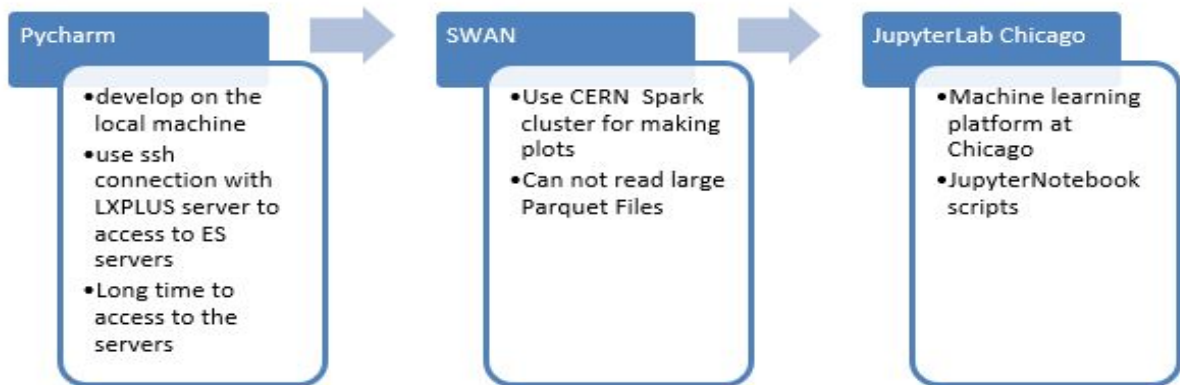 Pycharm
•develop on the
local machine
•use ssh
connection with
LXPLUS server to
access to ES
servers
•Long time to
access to the
servers
SWAN
•Use CERN Spark
cluster for making
plots
•Can not read large
Parquet Files
JupyterLab Chicago
•Machine learning
platform at
Chicago
•JupyterNotebook
scripts